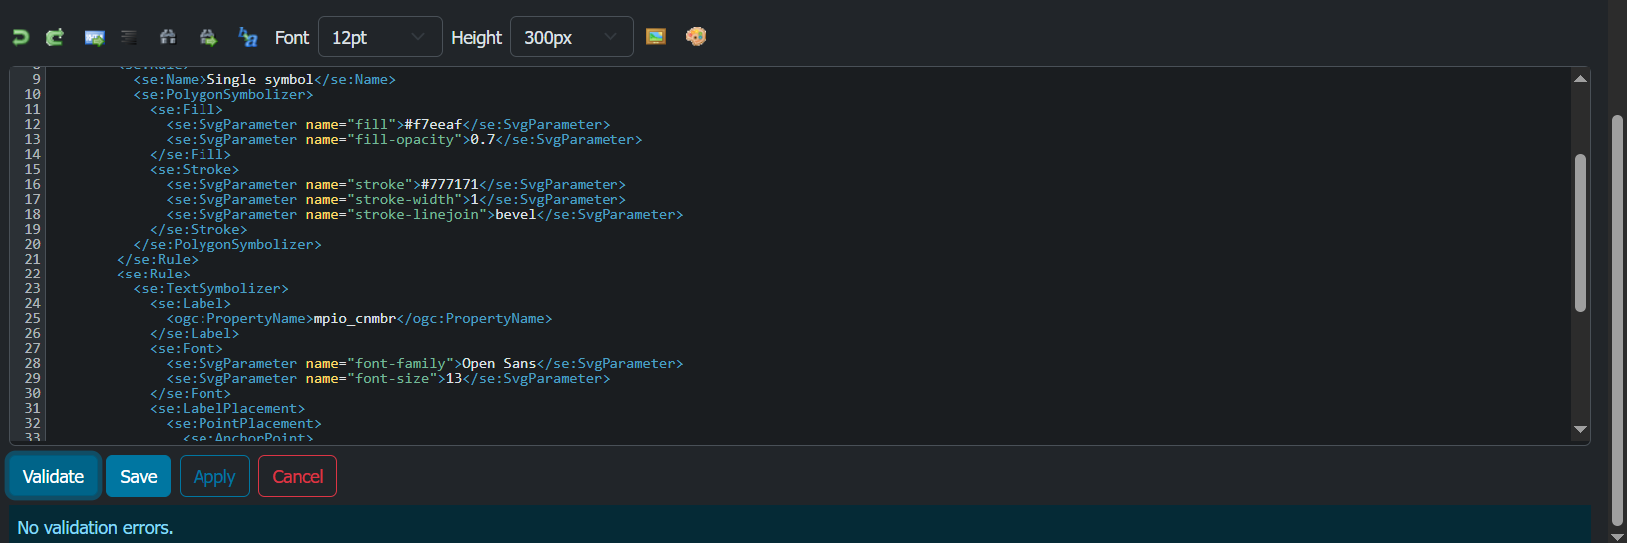 Font 12pt Height 300px
8 <se:Rule>
9 <se:Name>Single symbol</se:Name>
10 <se:PolygonSymbolizer>
11 <se:Fill>
12 <se:SvgParameter name="fill">#f7eeaf</se:SvgParameter>
13 <se:SvgParameter name="fill-opacity">0.7</se:SvgParameter>
14 </se:Fill>
15 <se:Stroke>
16 <se:SvgParameter name="stroke">#777171</se:SvgParameter>
17 <se:SvgParameter name="stroke-width">1</se:SvgParameter>
18 <se:SvgParameter name="stroke-linejoin">bevel</se:SvgParameter>
19 </se:Stroke>
20 </se:PolygonSymbolizer>
21 </se:Rule>
22 <se:Rule>
23 <se:TextSymbolizer>
24 <se:Label>
25 <ogc:PropertyName>mpio_cnmbr</ogc:PropertyName>
26 </se:Label>
27 <se:Font>
28 <se:SvgParameter name="font-family">Open Sans</se:SvgParameter>
29 <se:SvgParameter name="font-size">13</se:SvgParameter>
30 </se:Font>
31 <se:LabelPlacement>
32 <se:PointPlacement>
33 <se:AnchorPoint>
Validate Save Apply Cancel
No validation errors.